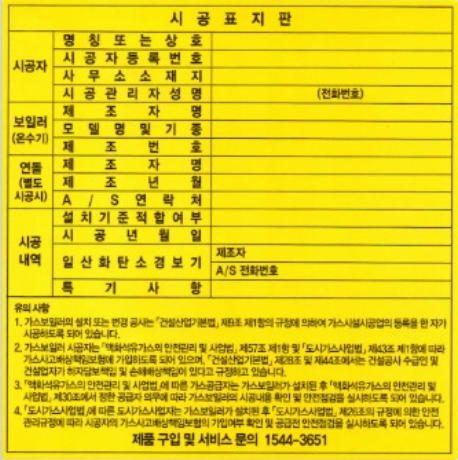 시 공 표 지 판
시공자
명 칭 또 는 상 호
시 공 자 등 록 번 호
사 무 소 소 재 지
시 공 관 리 자 성 명 (전화번호)
보일러
(온수기)
제 조 자 명
모 델 명 및 기 종
제 조 번 호
연돌
(별도
시공시)
제 조 자 명
제 조 년 월
A / S 연 락 처
시공
내역
설 치 기 준 적 합 여 부
시 공 년 월 일
일 산 화 탄 소 경 보 기
제조자
A/S 전화번호
특 기 사 항
유의 사항
1. 가스보일러의 설치 또는 변경 공사는 「건설산업기본법」 제9조 제1항의 규정에 의하여 가스시설시공업의 등록을 한 자가
시공하도록 되어 있습니다.
2. 가스보일러 시공자는 「액화석유가스의 안전관리 및 사업법」 제57조 제1항 및 「도시가스사업법」 제43조 제1항에 따라
가스사고배상책임보험에 가입하도록 되어 있으며, 「건설산업기본법」 제28조 및 제44조에서는 건설공사 수급인 및
건설업자가 하자담보책임 및 손해배상책임이 있다고 규정하고 있습니다.
3. 「액화석유가스의 안전관리 및 사업법」에 따른 가스공급자는 가스보일러가 설치된 후 「액화석유가스의 안전관리 및
사업법」 제30조에서 정한 공급자 의무에 따라 가스보일러의 시공내용 확인 및 안전점검을 실시하도록 되어 있습니다.
4. 「도시가스사업법」에 따른 도시가스사업자는 가스보일러가 설치된 후 「도시가스사업법」 제26조의 규정에 의한 안전
관리규정에 따라 시공자의 가스사고배상책임보험의 가입여부 확인 및 공급전 안전점검을 실시하도록 되어 있습니다.
제품 구입 및 서비스 문의 1544-3651